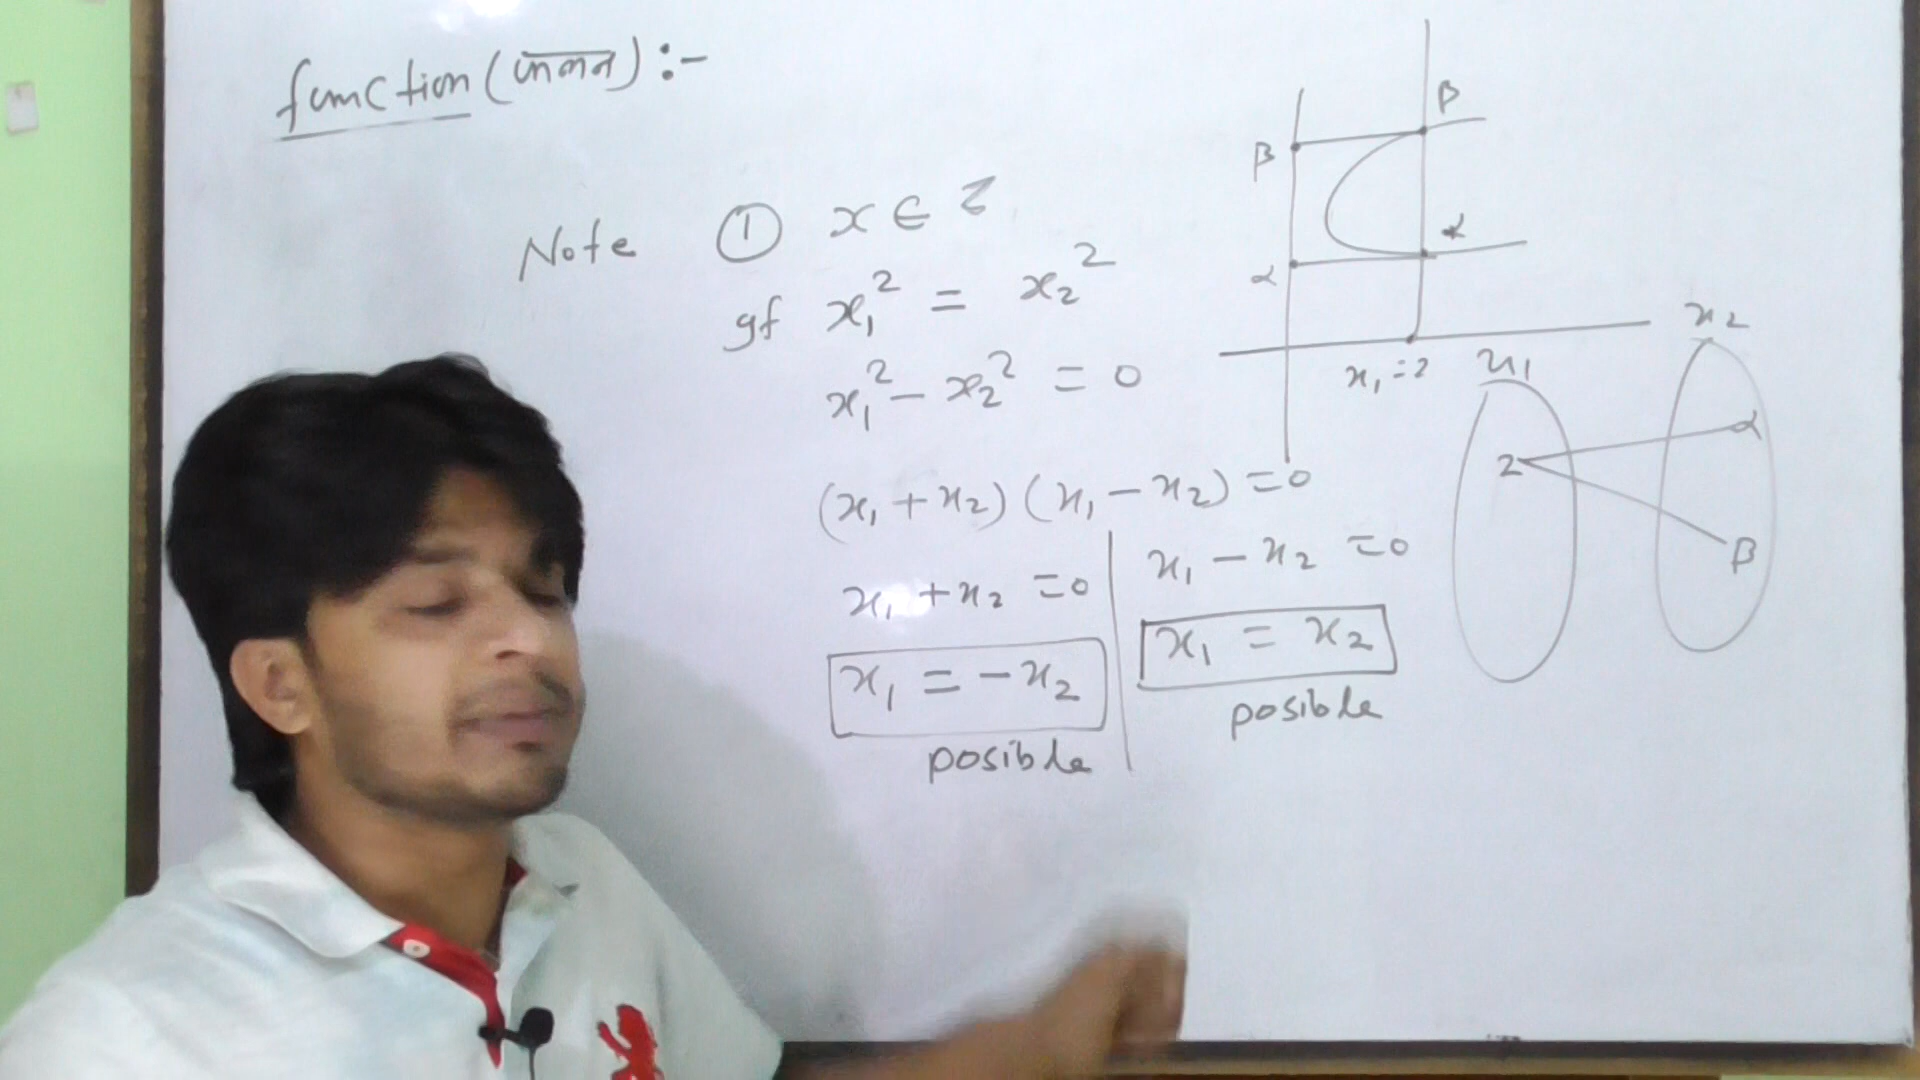 function (फलन) :-
Note ① x ∈ Z
If x₁² = x₂²
x₁² - x₂² = 0
(x₁ + x₂) (x₁ - x₂) = 0
x₁ + x₂ = 0
x₁ = -x₂
posible
x₁ - x₂ = 0
x₁ = x₂
posible
β
β
α
α
x₁ = 2
x₁
x₂
2
α
β